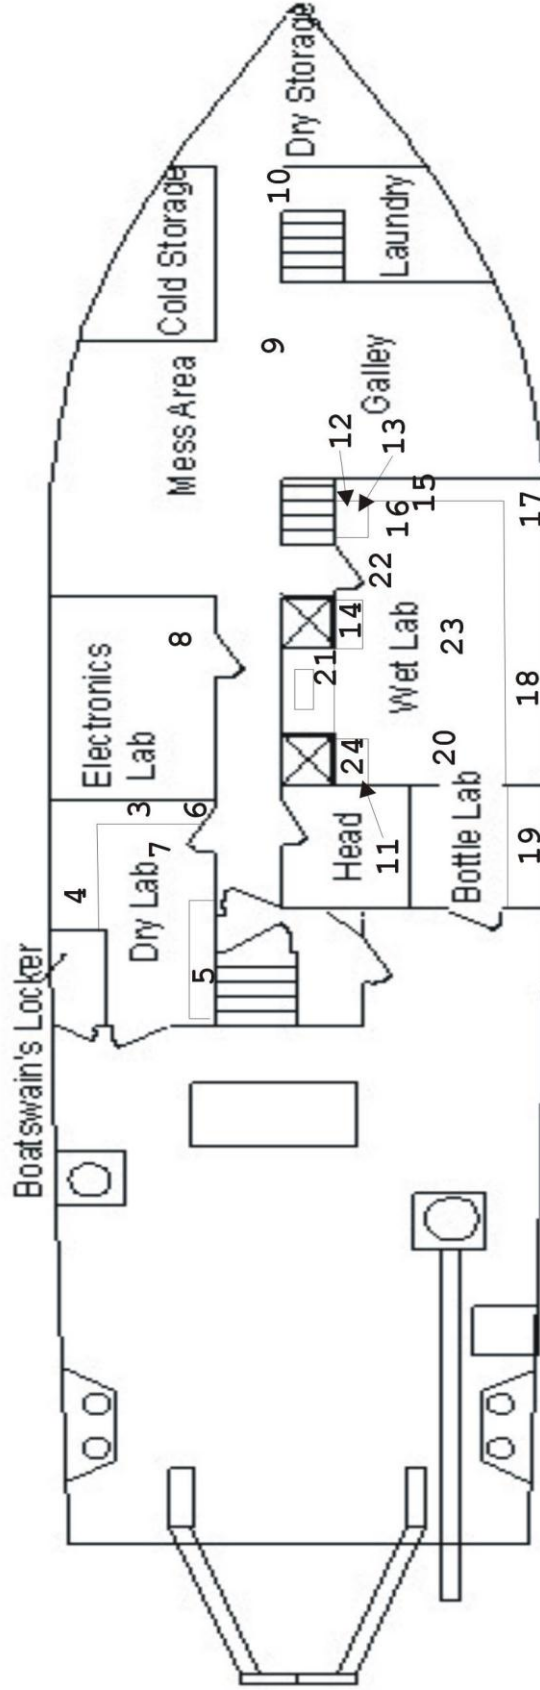 Dry Storage
10
Cold Storage
Laundry
9
Mess Area
Galley
12
13
15
16
17
22
14
Electronics
Lab
8
21
Wet Lab
23
18
20
24
3
6
7
4
Dry Lab
Head
11
Bottle Lab
19
5
Boatswain's Locker